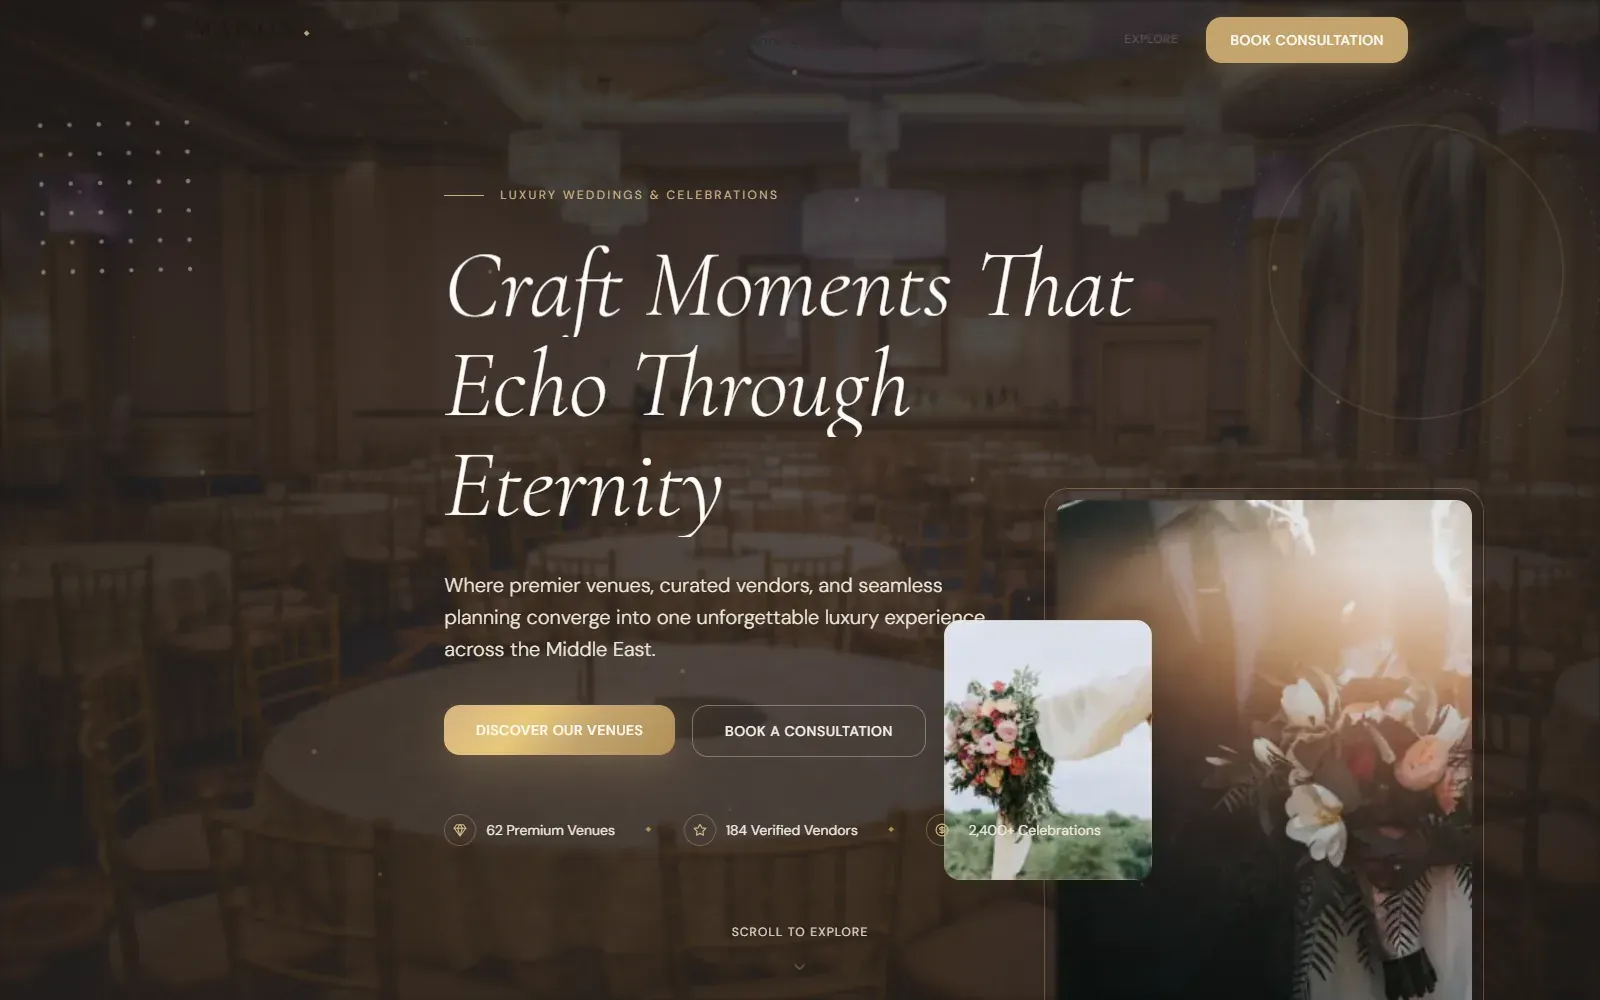 EXPLORE
BOOK CONSULTATION
LUXURY WEDDINGS & CELEBRATIONS
Craft Moments That
Echo Through
Eternity
Where premier venues, curated vendors, and seamless
planning converge into one unforgettable luxury experience
across the Middle East.
DISCOVER OUR VENUES
BOOK A CONSULTATION
62 Premium Venues
184 Verified Vendors
2,400+ Celebrations
SCROLL TO EXPLORE